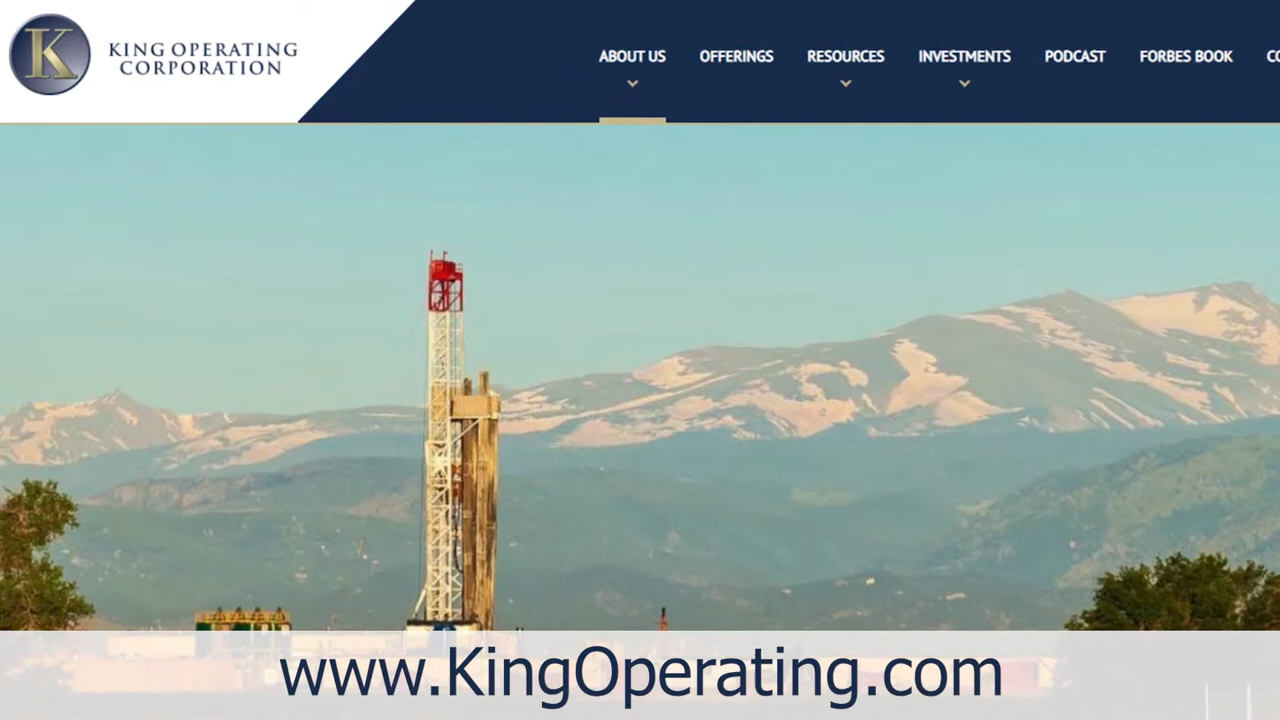 K
KING OPERATING
CORPORATION
ABOUT US
OFFERINGS
RESOURCES
INVESTMENTS
PODCAST
FORBES BOOK
www.KingOperating.com